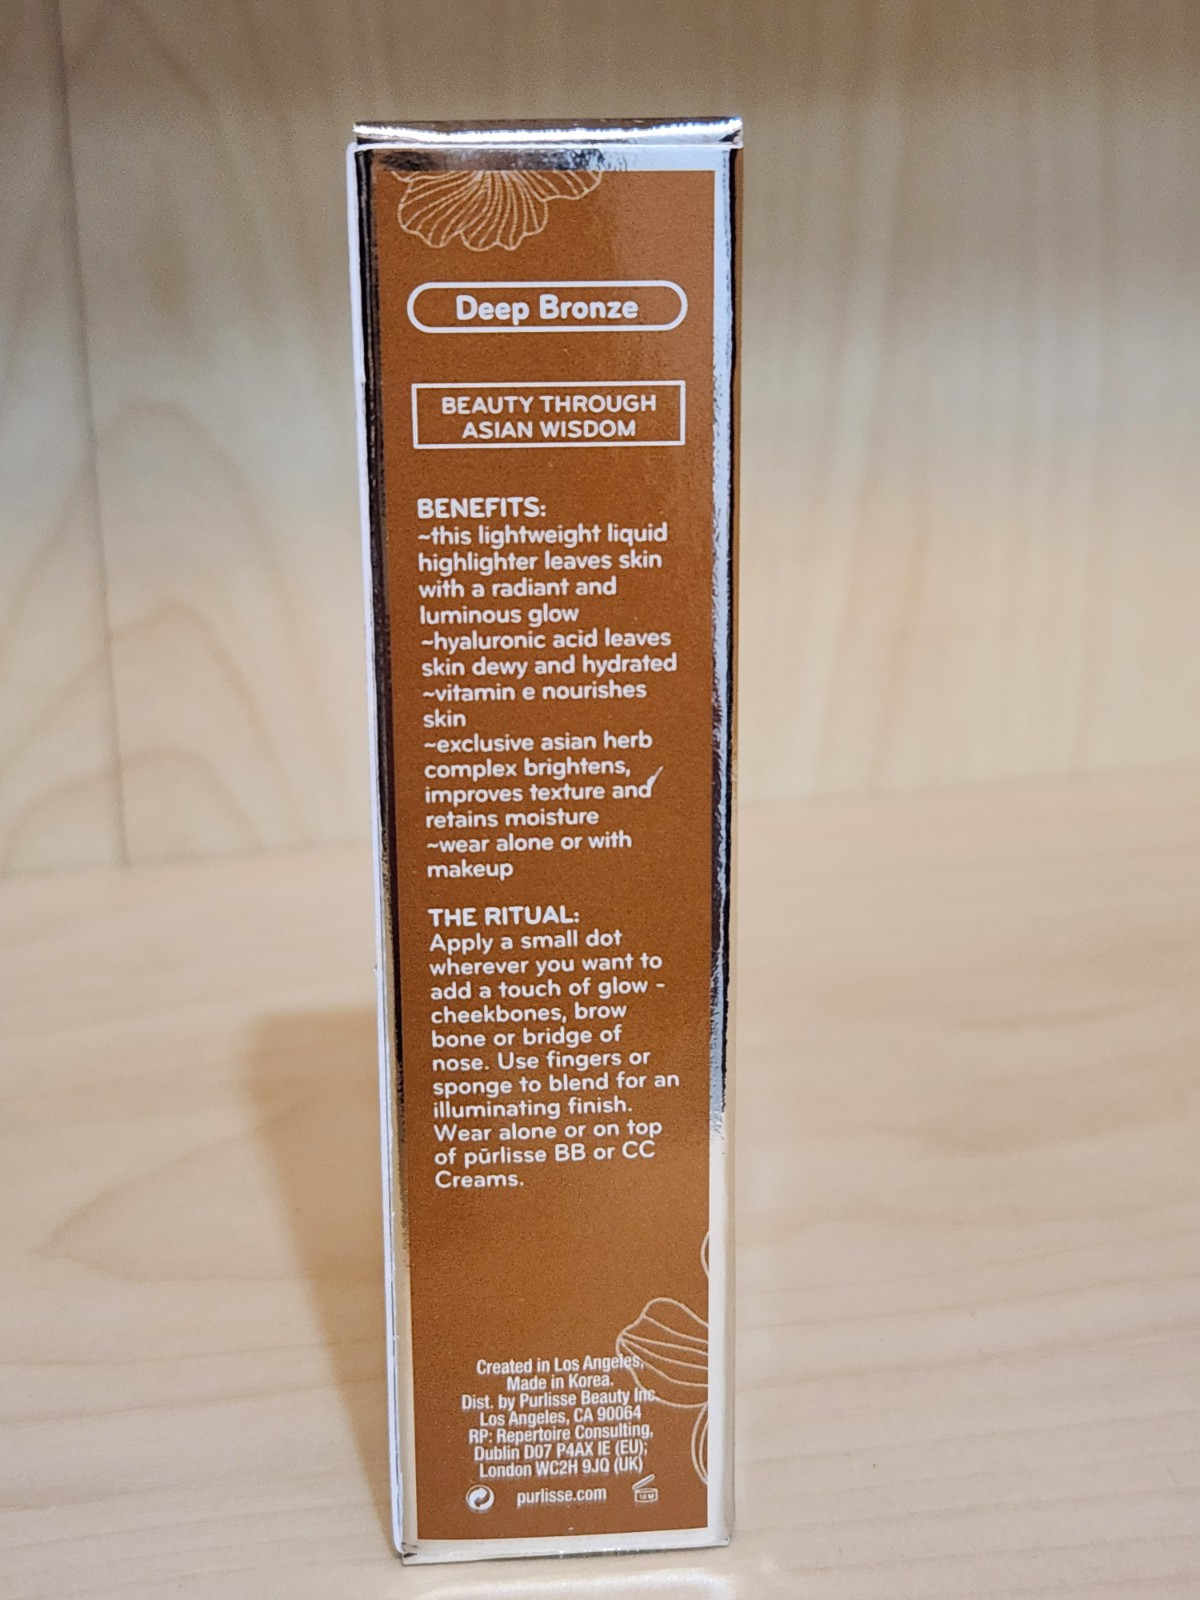 Deep Bronze
BEAUTY THROUGH
ASIAN WISDOM
BENEFITS:
~this lightweight liquid
highlighter leaves skin
with a radiant and
luminous glow
~hyaluronic acid leaves
skin dewy and hydrated
~vitamin e nourishes
skin
~exclusive asian herb
complex brightens,
improves texture and
retains moisture
~wear alone or with
makeup
THE RITUAL:
Apply a small dot
wherever you want to
add a touch of glow -
cheekbones, brow
bone or bridge of
nose. Use fingers or
sponge to blend for an
illuminating finish.
Wear alone or on top
of pūrlisse BB or CC
Creams.
Created in Los Angeles,
Made in Korea.
Dist. by Purlisse Beauty Inc.
Los Angeles, CA 90064
RP: Repertoire Consulting,
Dublin D07 P4AX IE (EU);
London WC2H 9JQ (UK)
purlisse.com